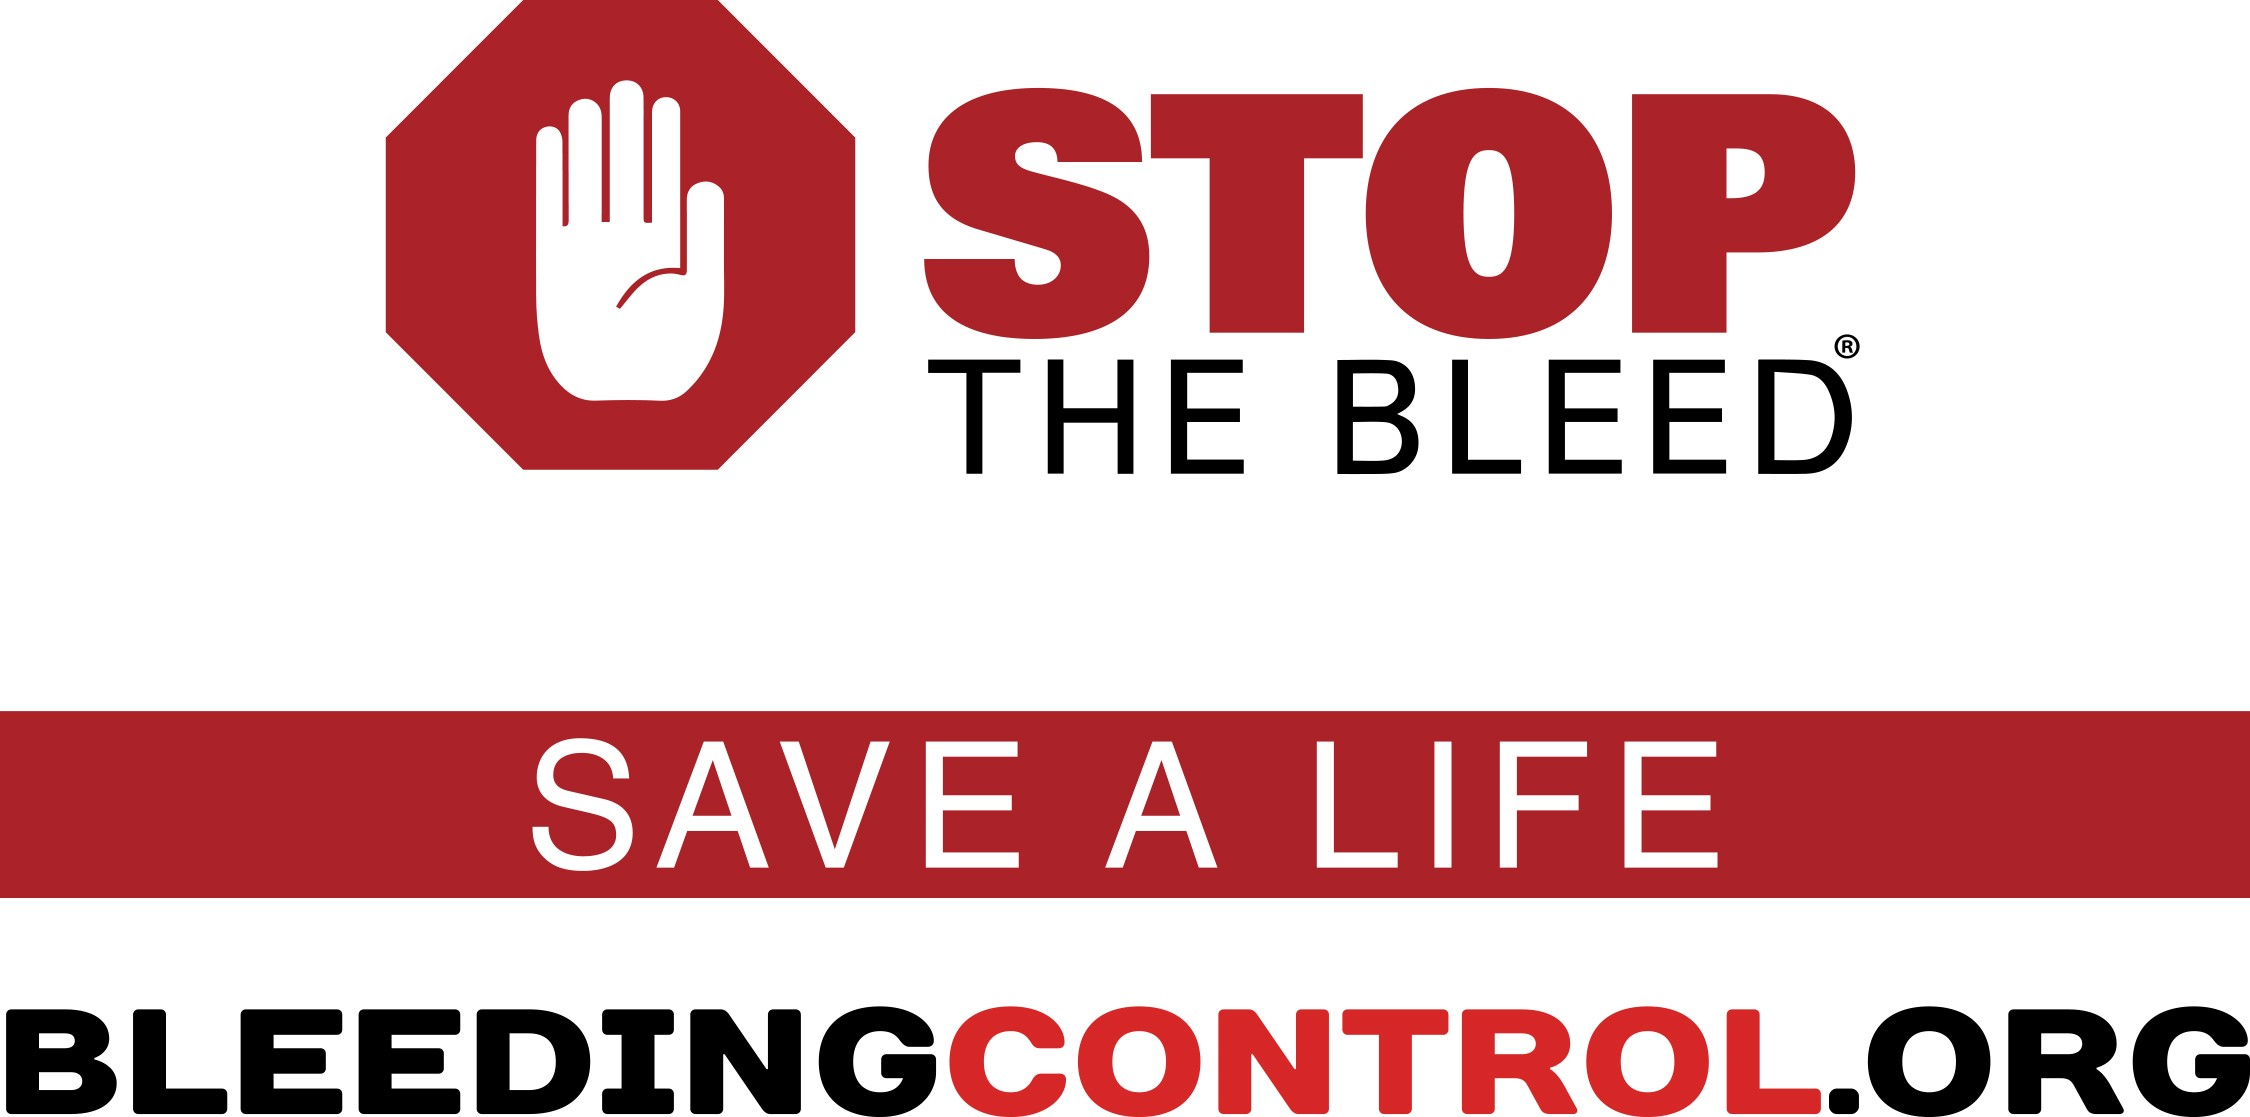 STOP
THE BLEED®
SAVE A LIFE
BLEEDINGCONTROL.ORG